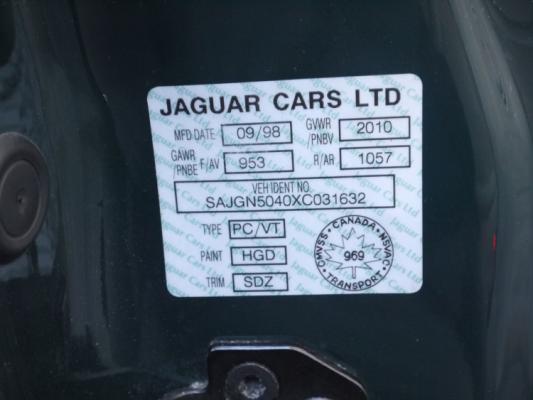 JAGUAR CARS LTD
MFD DATE 09/98 GVWR/PNBV 2010
GAWR/PNBE F/AV 953 R/AR 1057
VEH IDENT NO.
SAJGN5040XC031632
TYPE PC/VT
PAINT HGD
TRIM SDZ
CANADA
CMVSS 969 NSVAC
TRANSPORT